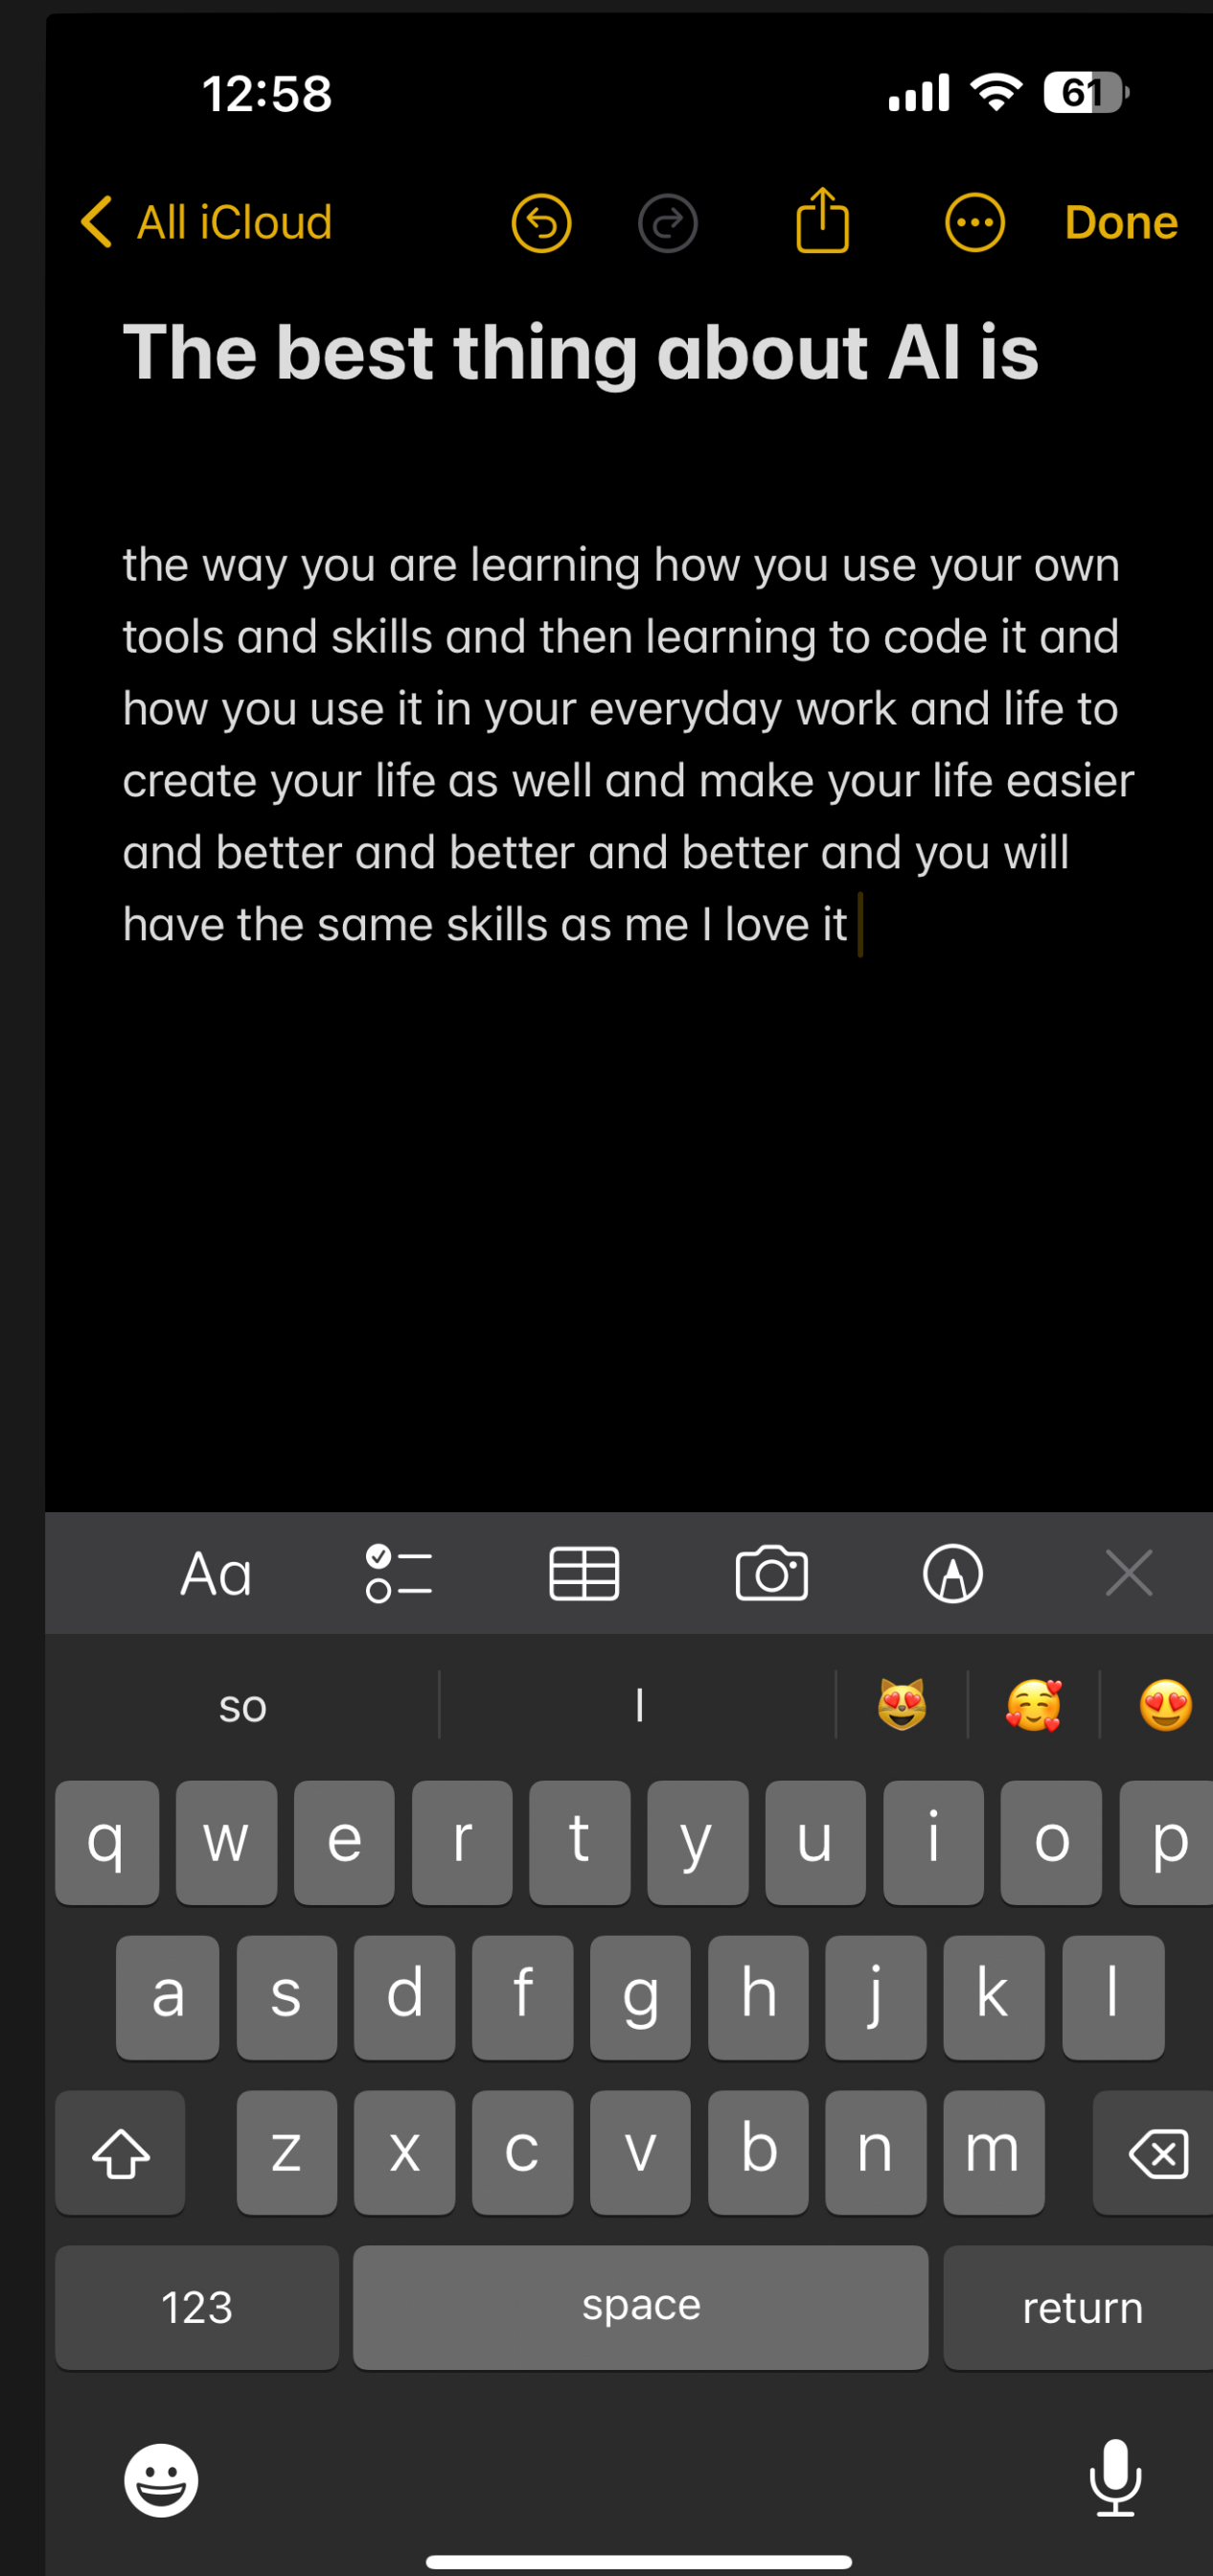 12:58
61
All iCloud
Done
The best thing about AI is
the way you are learning how you use your own
tools and skills and then learning to code it and
how you use it in your everyday work and life to
create your life as well and make your life easier
and better and better and better and you will
have the same skills as me I love it
Aa
so I
q w e r t y u i o p
a s d f g h j k l
z x c v b n m
123 space return